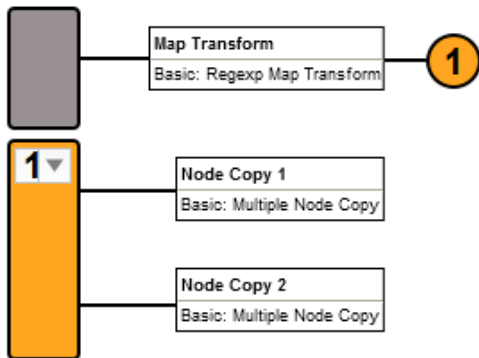 Map Transform
Basic: Regexp Map Transform
1
1
Node Copy 1
Basic: Multiple Node Copy
Node Copy 2
Basic: Multiple Node Copy